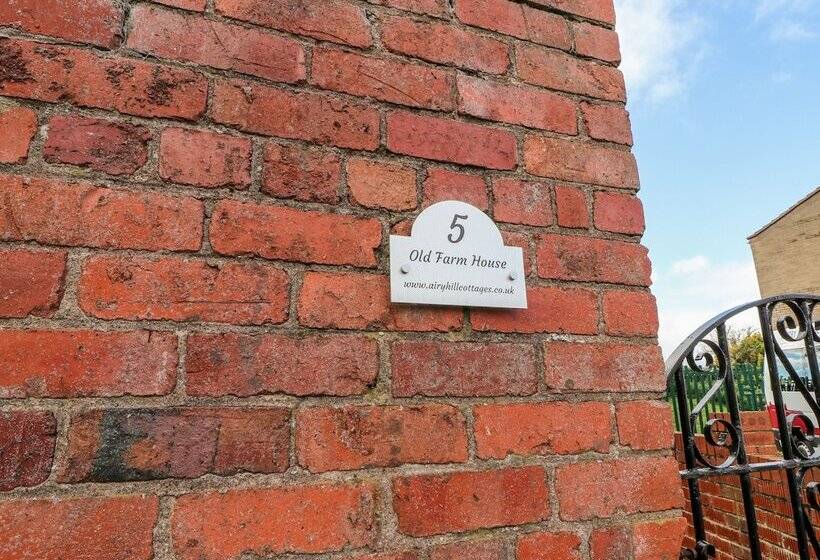 5
Old Farm House
www.airyhillcottages.co.uk